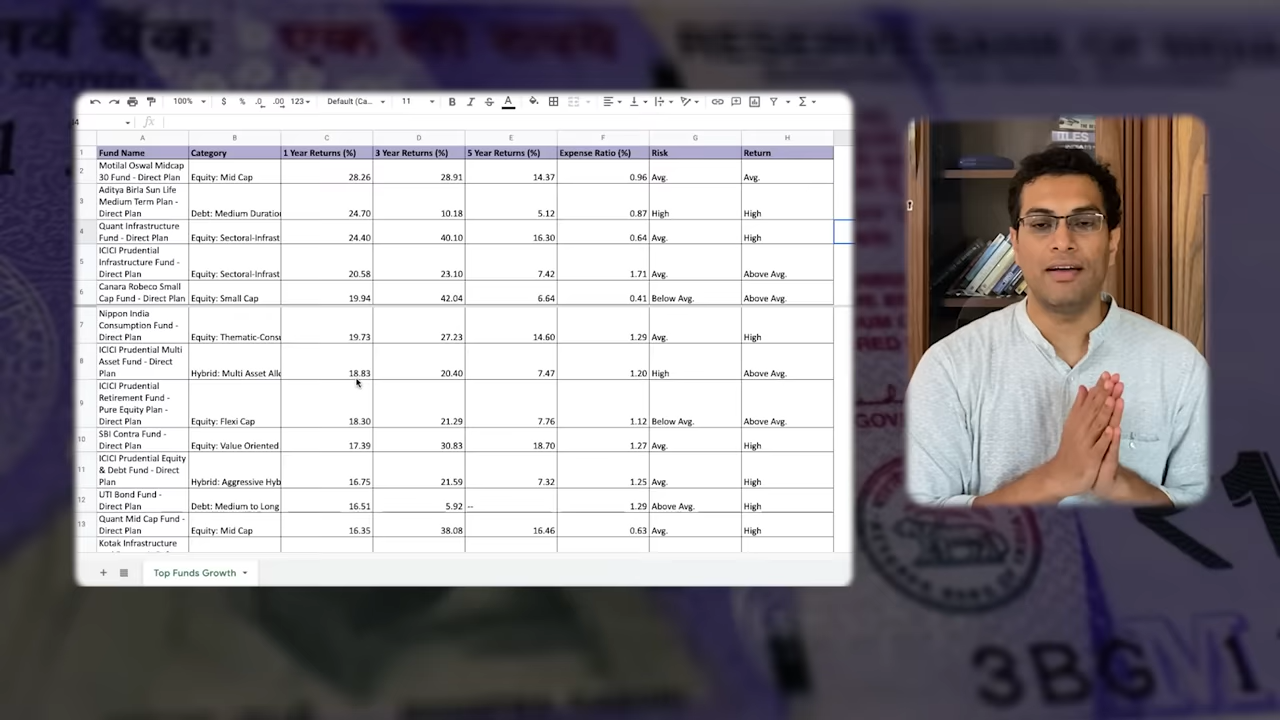 एक सौ रुपये
RESERVE BANK OF
100%
$
%
.0
.00
123
Default (Ca...
11
B
I
S
A
fx
A
B
C
D
E
F
G
H
1
Fund Name
Category
1 Year Returns (%)
3 Year Returns (%)
5 Year Returns (%)
Expense Ratio (%)
Risk
Return
2
Motilal Oswal Midcap
30 Fund - Direct Plan
Equity: Mid Cap
28.26
28.91
14.37
0.96
Avg.
Avg.
3
Aditya Birla Sun Life
Medium Term Plan -
Direct Plan
Debt: Medium Duratio
24.70
10.18
5.12
0.87
High
High
4
Quant Infrastructure
Fund - Direct Plan
Equity: Sectoral-Infrast
24.40
40.10
16.30
0.64
Avg.
High
5
ICICI Prudential
Infrastructure Fund -
Direct Plan
Equity: Sectoral-Infrast
20.58
23.10
7.42
1.71
Avg.
Above Avg.
6
Canara Robeco Small
Cap Fund - Direct Plan
Equity: Small Cap
19.94
42.04
6.64
0.41
Below Avg.
Above Avg.
7
Nippon India
Consumption Fund -
Direct Plan
Equity: Thematic-Consu
19.73
27.23
14.60
1.29
Avg.
High
8
ICICI Prudential Multi
Asset Fund - Direct
Plan
Hybrid: Multi Asset Allo
18.83
20.40
7.47
1.20
High
Above Avg.
9
ICICI Prudential
Retirement Fund -
Pure Equity Plan -
Direct Plan
Equity: Flexi Cap
18.30
21.29
7.76
1.12
Below Avg.
Above Avg.
10
SBI Contra Fund -
Direct Plan
Equity: Value Oriented
17.39
30.83
18.70
1.27
Avg.
High
11
ICICI Prudential Equity
& Debt Fund - Direct
Plan
Hybrid: Aggressive Hyb
16.75
21.59
7.32
1.25
Avg.
High
12
UTI Bond Fund -
Direct Plan
Debt: Medium to Long
16.51
5.92
--
1.29
Above Avg.
High
13
Quant Mid Cap Fund -
Direct Plan
Equity: Mid Cap
16.35
38.08
16.46
0.63
Avg.
High
Kotak Infrastructure
Top Funds Growth
TILES
3BG